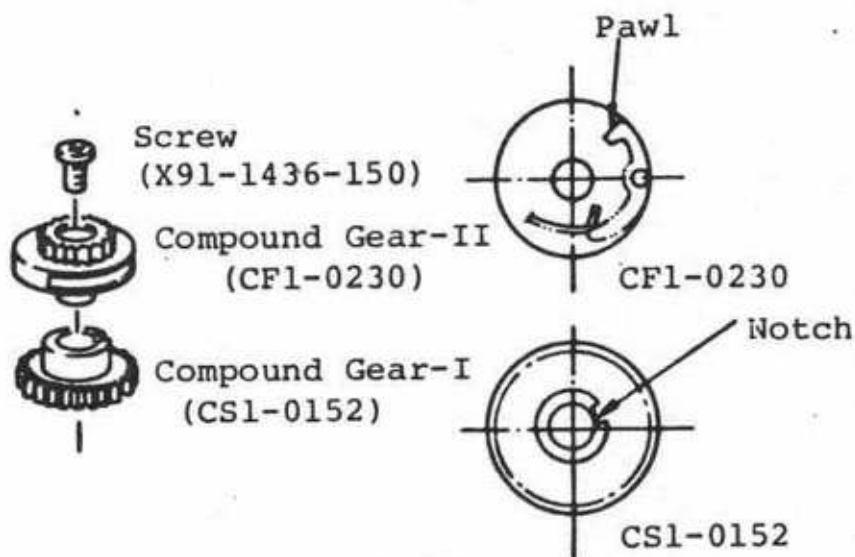 Pawl
Screw
(X91-1436-150)
Compound Gear-II
(CF1-0230)
CF1-0230
Notch
Compound Gear-I
(CS1-0152)
CS1-0152